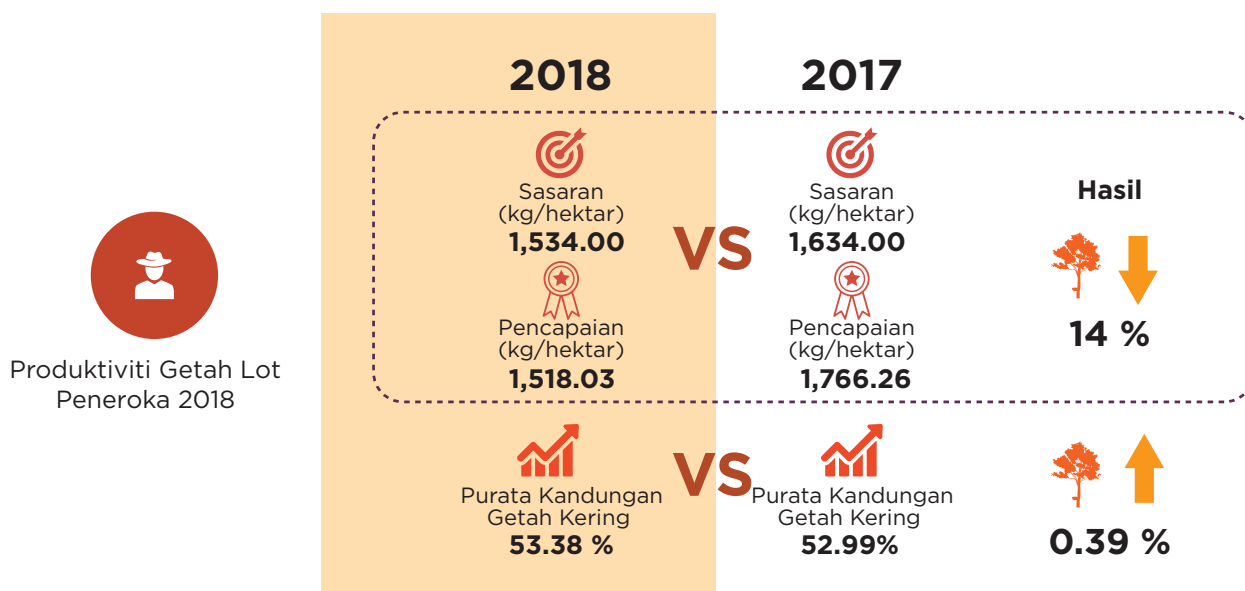 2018
2017
Sasaran
(kg/hektar)
1,534.00
Pencapaian
(kg/hektar)
1,518.03
VS
Sasaran
(kg/hektar)
1,634.00
Pencapaian
(kg/hektar)
1,766.26
Hasil
14 %
Produktiviti Getah Lot
Peneroka 2018
Purata Kandungan
Getah Kering
53.38 %
VS
Purata Kandungan
Getah Kering
52.99%
0.39 %